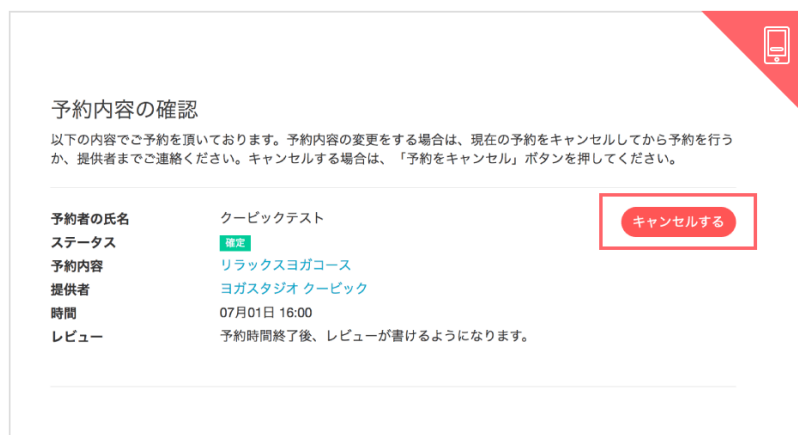 予約内容の確認
以下の内容でご予約を頂いております。予約内容の変更をする場合は、現在の予約をキャンセルしてから予約を行う
か、提供者までご連絡ください。キャンセルする場合は、「予約をキャンセル」ボタンを押してください。
予約者の氏名 クービックテスト キャンセルする
ステータス 確定
予約内容 リラックスヨガコース
提供者 ヨガスタジオ クービック
時間 07月01日 16:00
レビュー 予約時間終了後、レビューが書けるようになります。